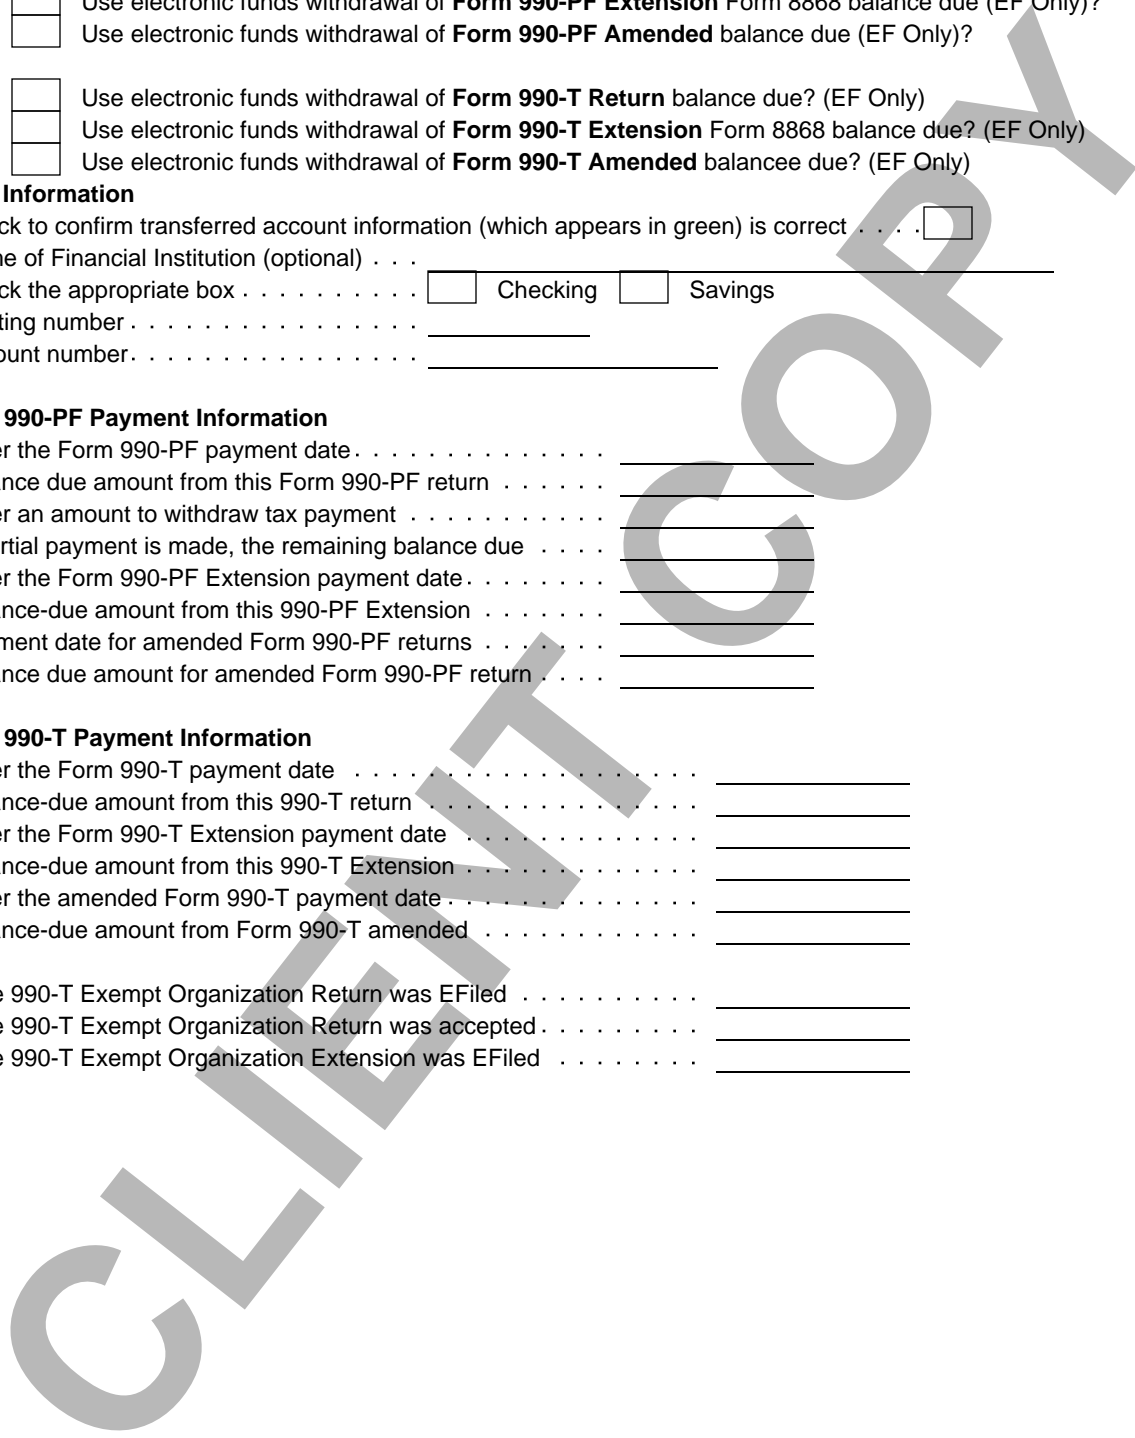 Use electronic funds withdrawal of Form 990-PF Extension Form 8868 balance due (EF Only)?
Use electronic funds withdrawal of Form 990-PF Amended balance due (EF Only)?
Use electronic funds withdrawal of Form 990-T Return balance due? (EF Only)
Use electronic funds withdrawal of Form 990-T Extension Form 8868 balance due? (EF Only)
Use electronic funds withdrawal of Form 990-T Amended balancee due? (EF Only)
Information
ck to confirm transferred account information (which appears in green) is correct . . . .
ne of Financial Institution (optional) . . .
ck the appropriate box . . . . . . . . . . Checking Savings
ting number . . . . . . . . . . . . . . . .
ount number. . . . . . . . . . . . . . . .
990-PF Payment Information
er the Form 990-PF payment date. . . . . . . . . . . . . .
nce due amount from this Form 990-PF return . . . . . .
er an amount to withdraw tax payment . . . . . . . . . . .
rtial payment is made, the remaining balance due . . . .
er the Form 990-PF Extension payment date. . . . . . . .
nce-due amount from this 990-PF Extension . . . . . . .
ment date for amended Form 990-PF returns . . . . . . .
nce due amount for amended Form 990-PF return . . . .
990-T Payment Information
er the Form 990-T payment date . . . . . . . . . . . . . . . . . . .
nce-due amount from this 990-T return . . . . . . . . . . . . . . .
er the Form 990-T Extension payment date . . . . . . . . . . . . .
nce-due amount from this 990-T Extension . . . . . . . . . . . . .
er the amended Form 990-T payment date. . . . . . . . . . . . . .
nce-due amount from Form 990-T amended . . . . . . . . . . . .
e 990-T Exempt Organization Return was EFiled . . . . . . . . . .
e 990-T Exempt Organization Return was accepted. . . . . . . . .
e 990-T Exempt Organization Extension was EFiled . . . . . . . .
CLIENT COPY